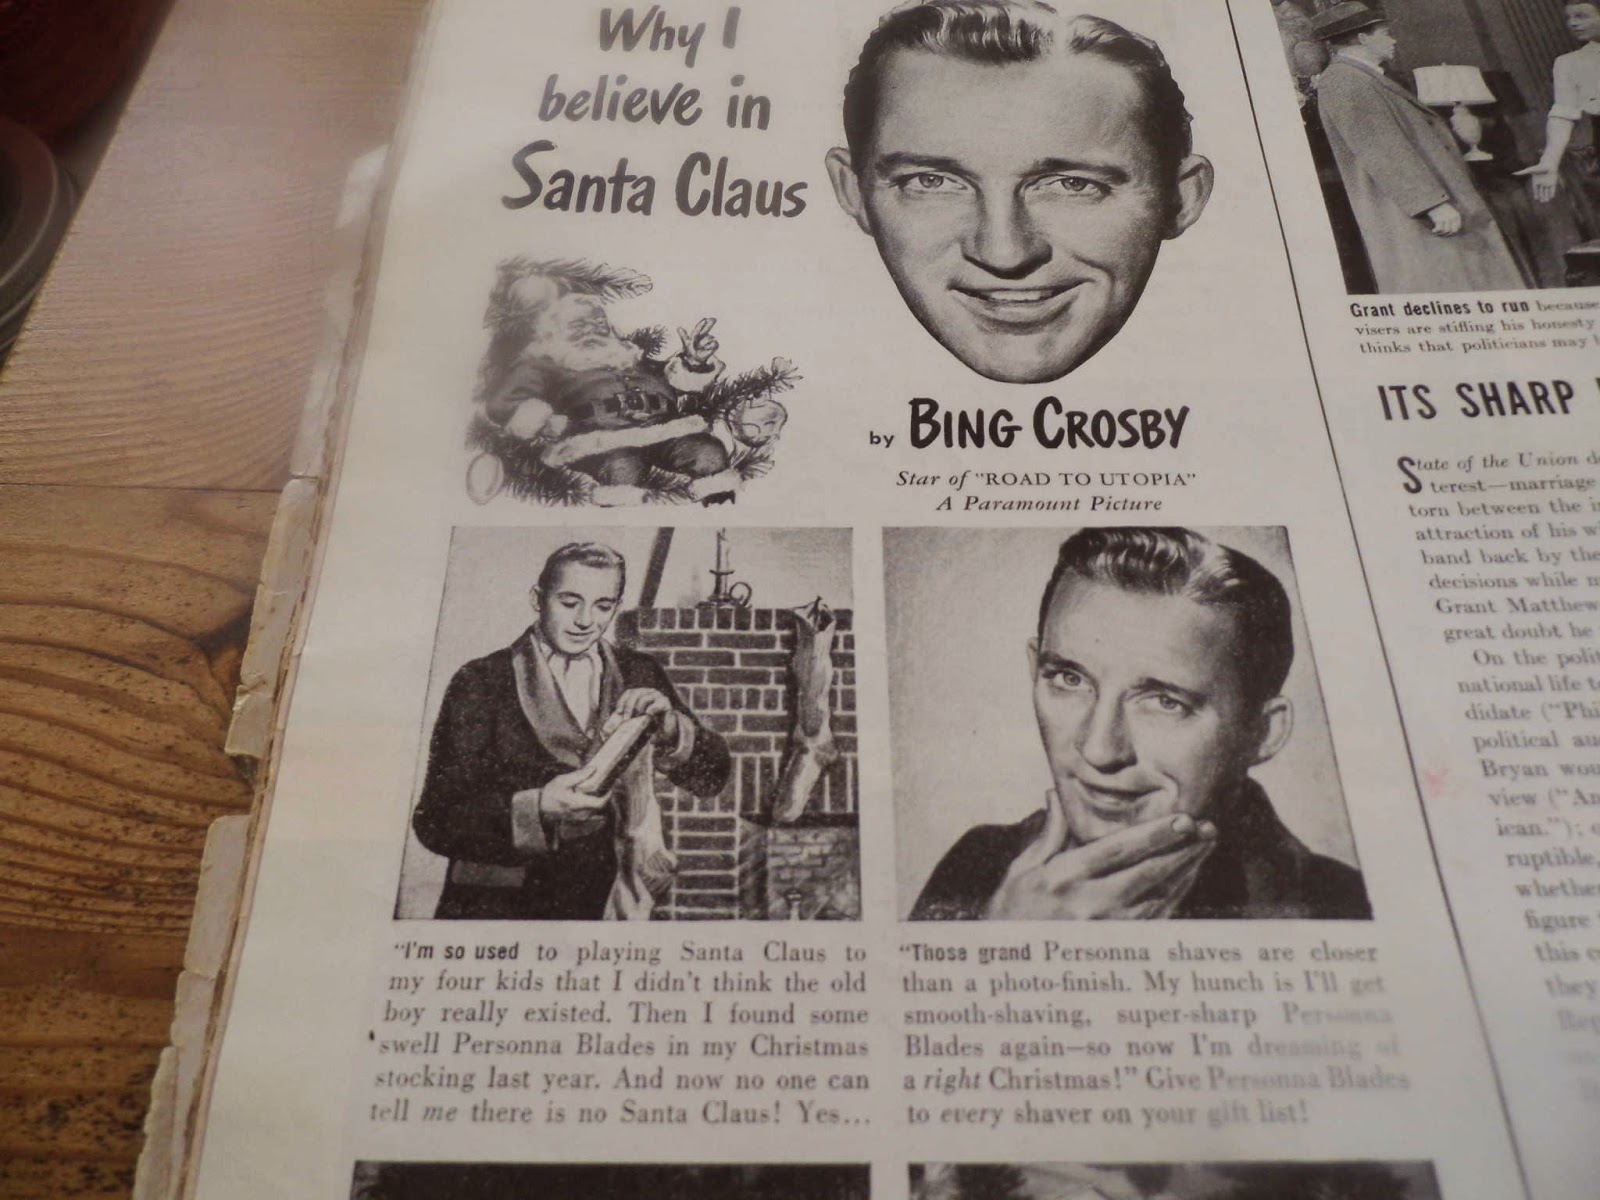 Why I
believe in
Santa Claus
by BING CROSBY
Star of "ROAD TO UTOPIA"
A Paramount Picture
"I'm so used to playing Santa Claus to
my four kids that I didn't think the old
boy really existed. Then I found some
swell Personna Blades in my Christmas
stocking last year. And now no one can
tell me there is no Santa Claus! Yes...
"Those grand Personna shaves are closer
than a photo-finish. My hunch is I'll get
smooth-shaving, super-sharp Personna
Blades again—so now I'm dreaming of
a right Christmas!" Give Personna Blades
to every shaver on your gift list!
Grant declines to run because
visers are stifling his honesty
thinks that politicians may
ITS SHARP
State of the Union
terest—marriage
torn between the
attraction of his
band back by the
decisions while
Grant Matthew
great doubt he
On the polit
national life
didate ("Phi
political
Bryan wou
view ("An
ican.");
ruptible,
whether
figure
this
they